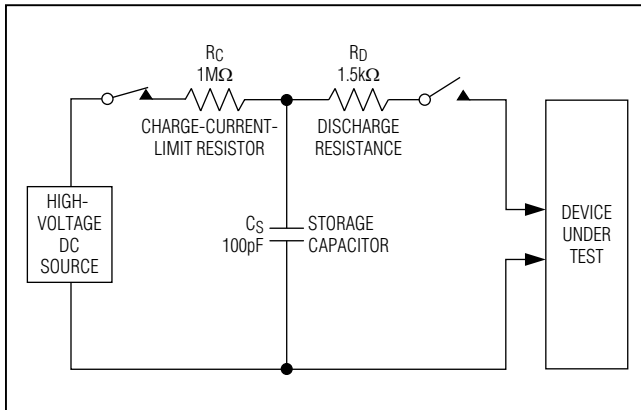 RC
1MΩ
CHARGE-CURRENT-
LIMIT RESISTOR
RD
1.5kΩ
DISCHARGE
RESISTANCE
HIGH-
VOLTAGE
DC
SOURCE
CS
100pF
STORAGE
CAPACITOR
DEVICE
UNDER
TEST